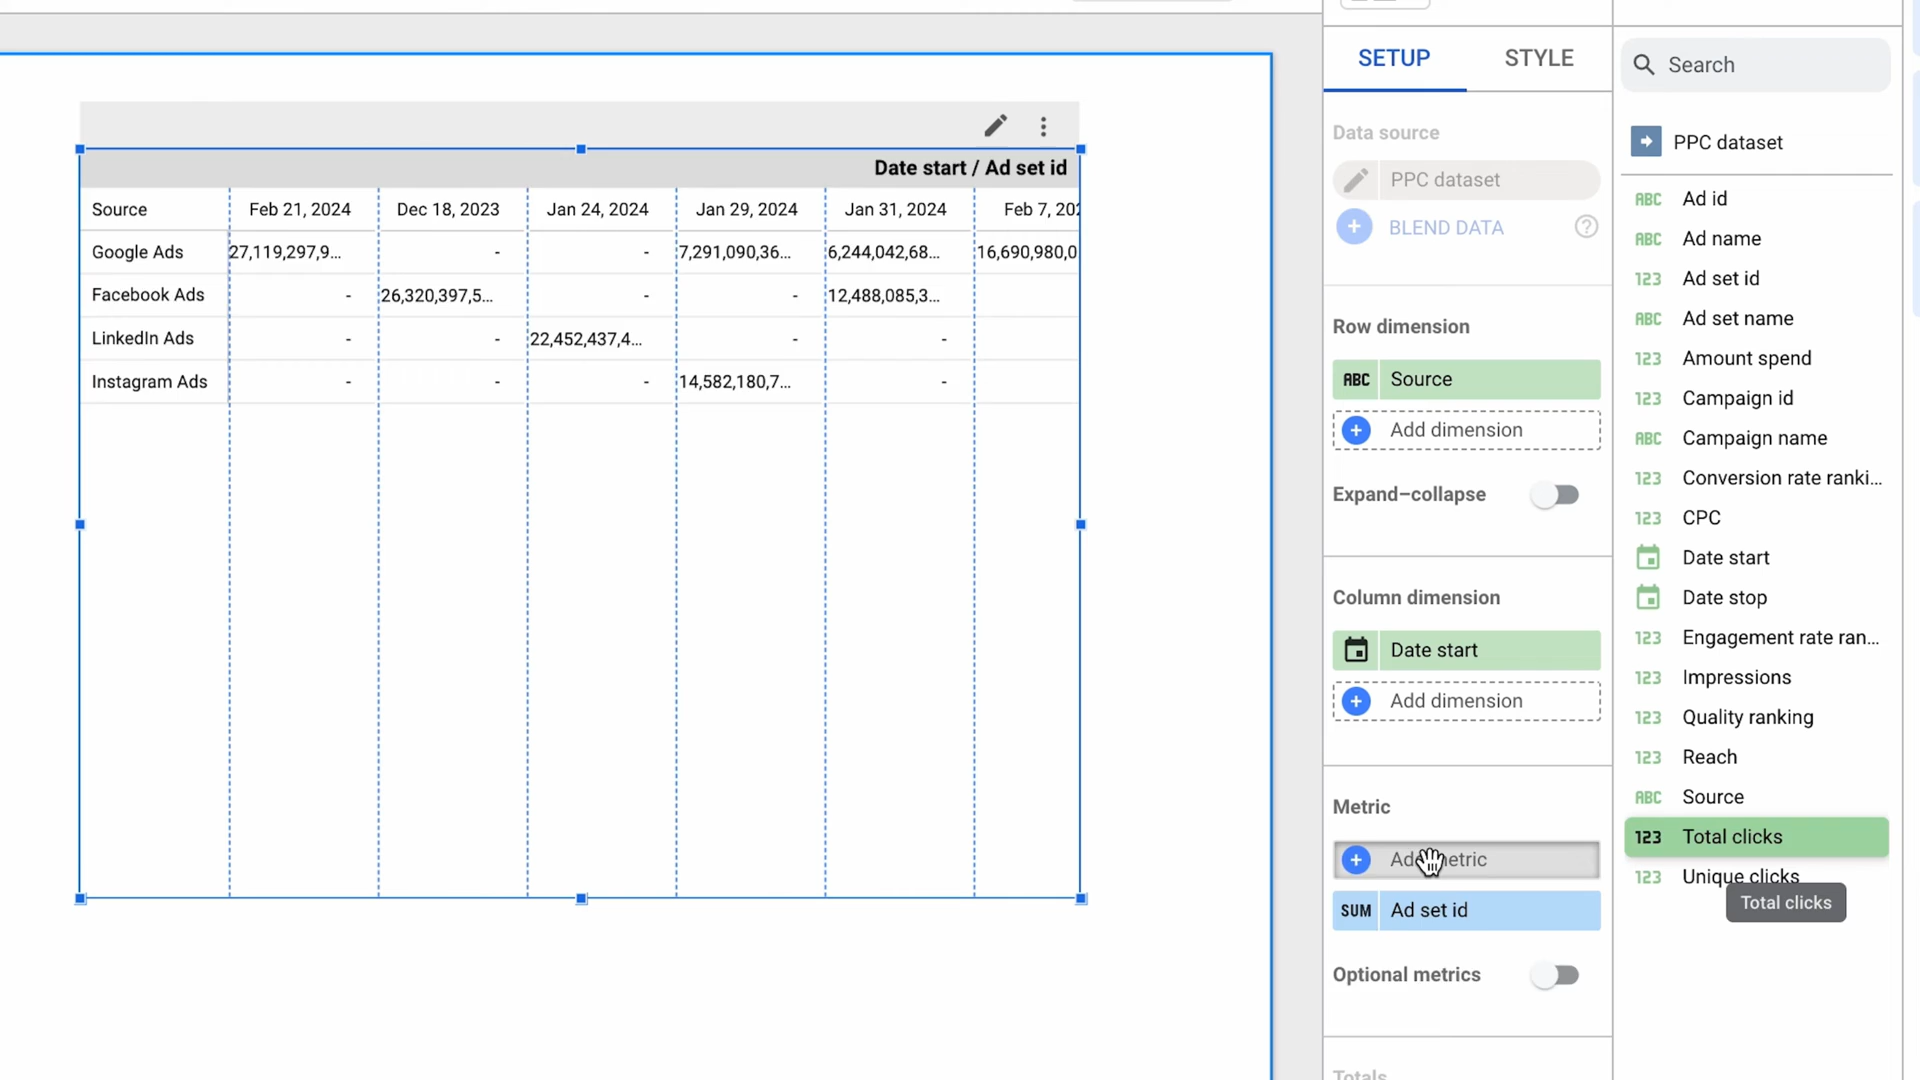 SETUP
STYLE
Search
Data source
PPC dataset
BLEND DATA
?
PPC dataset
Date start / Ad set id
Source Feb 21, 2024 Dec 18, 2023 Jan 24, 2024 Jan 29, 2024 Jan 31, 2024 Feb 7, 202
Google Ads 27,119,297,9... - - 7,291,090,36... 6,244,042,68... 16,690,980,0
Facebook Ads - 26,320,397,5... - - 12,488,085,3...
LinkedIn Ads - - 22,452,437,4... - -
Instagram Ads - - - 14,582,180,7... -
Row dimension
ABC Source
Add dimension
Expand–collapse
Column dimension
Date start
Add dimension
Metric
Add metric
SUM Ad set id
Optional metrics
Totals
ABC Ad id
ABC Ad name
123 Ad set id
ABC Ad set name
123 Amount spend
123 Campaign id
ABC Campaign name
123 Conversion rate ranki...
123 CPC
Date start
Date stop
123 Engagement rate ran...
123 Impressions
123 Quality ranking
123 Reach
ABC Source
123 Total clicks
123 Unique clicks
Total clicks